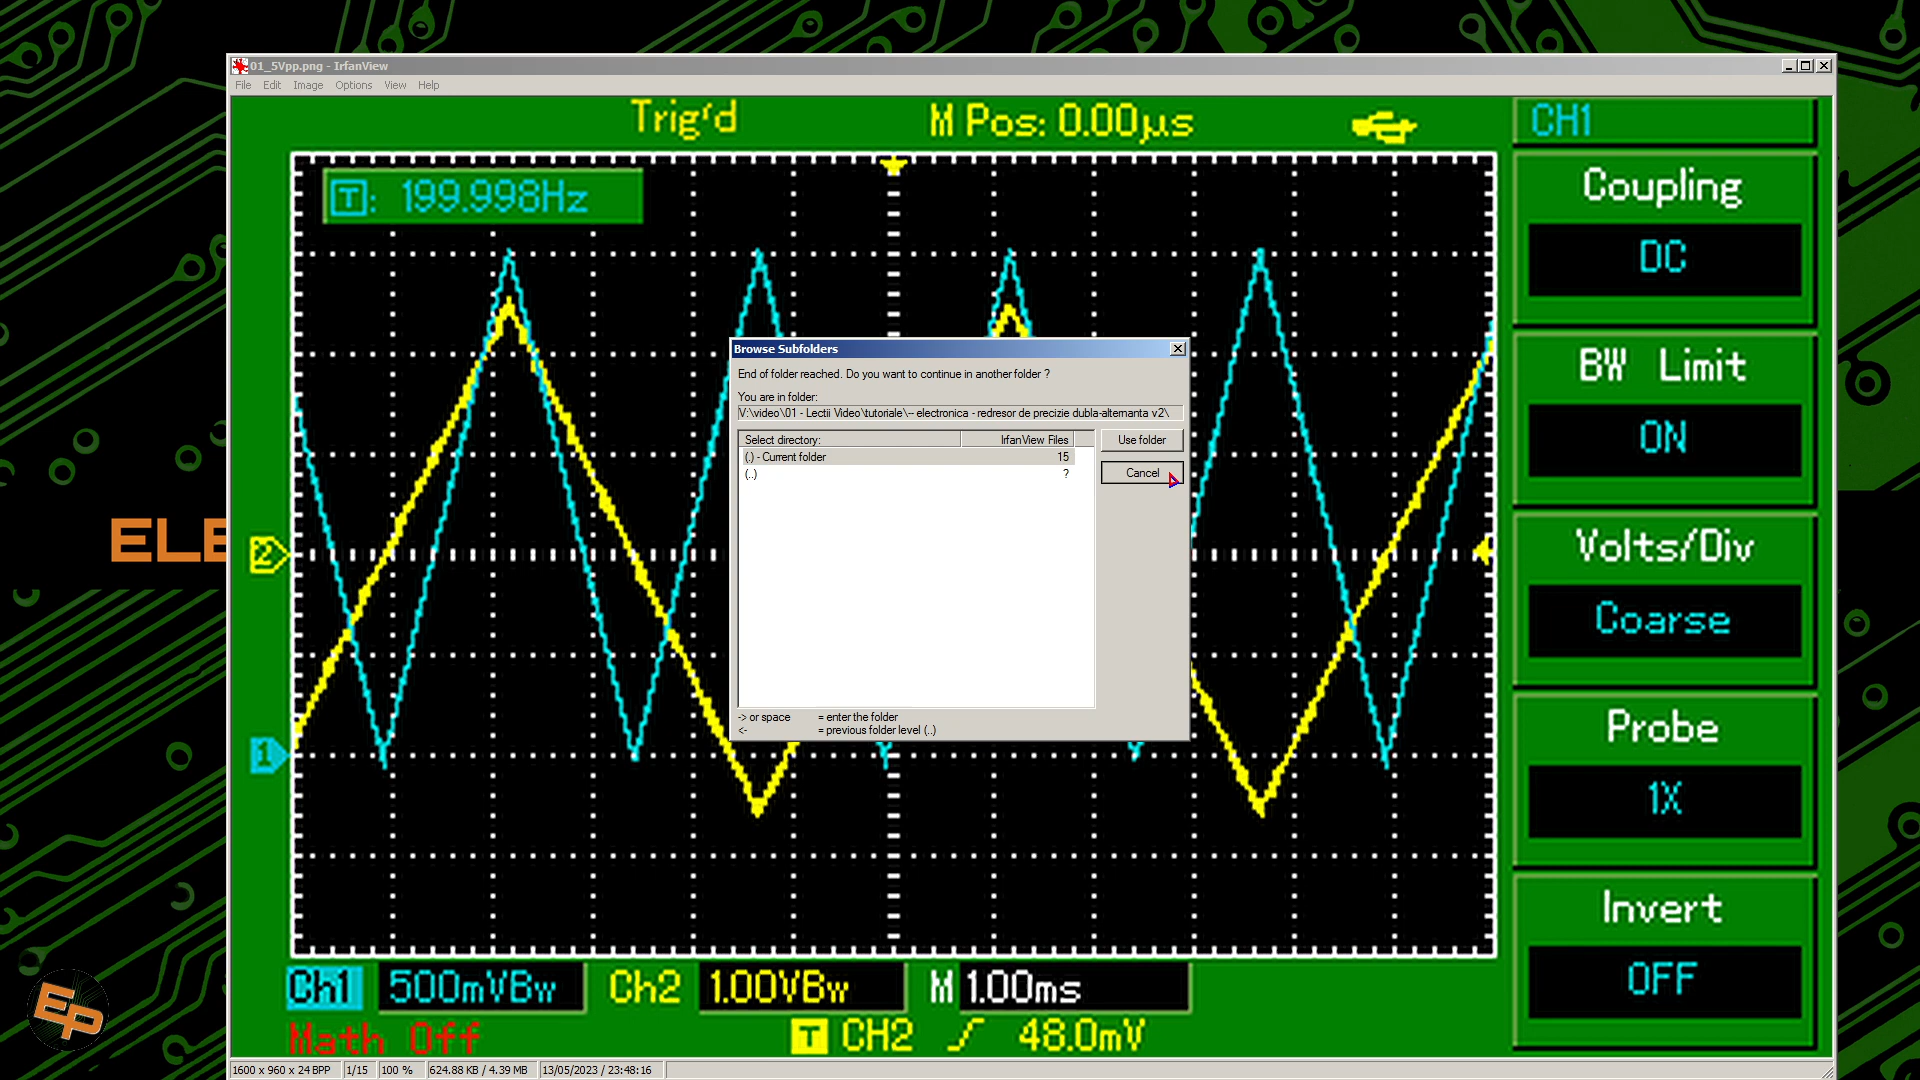 01_5Vpp.png - IrfanView
File Edit Image Options View Help
Trig'd M Pos: 0.00µs CH1
T: 199.998Hz
Coupling
DC
BW Limit
ON
Volts/Div
Coarse
Probe
1X
Invert
OFF
Browse Subfolders
End of folder reached. Do you want to continue in another folder ?
You are in folder:
V:\video\01 - Lectii Video\tutoriale\-- electronica - redresor de precizie dubla-alternanta v2\
Select directory: IrfanView Files Use folder
(.) - Current folder 15
(..) ? Cancel
-> or space = enter the folder
<- = previous folder level (..)
ELE
2
1
Ch1 500mVBw Ch2 1.00VBw M 1.00ms
Math Off T CH2 48.0mV
EP
1600 x 960 x 24 BPP 1/15 100 % 624.88 KB / 4.39 MB 13/05/2023 / 23:48:16